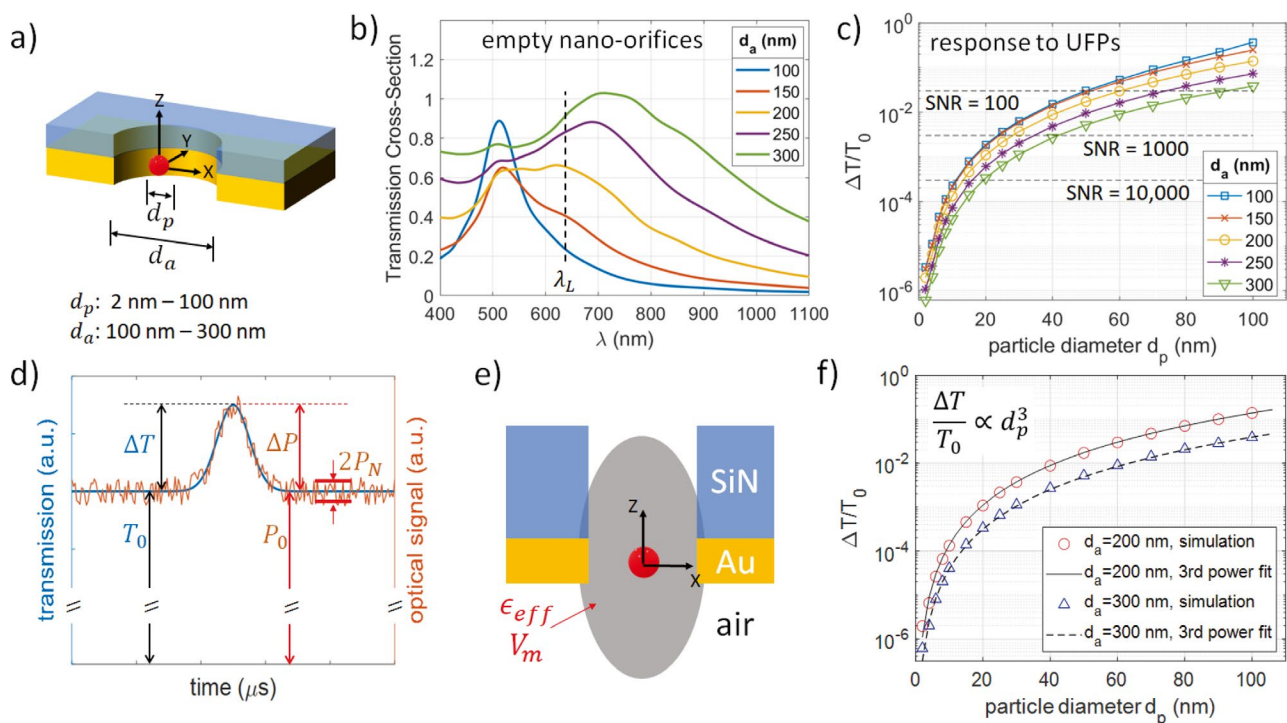 a)
Z
Y
X
d_p
d_a
d_p: 2 nm – 100 nm
d_a: 100 nm – 300 nm
b)
empty nano-orifices
d_a (nm)
100
150
200
250
300
λ_L
Transmission Cross-Section
1.2
1
0.8
0.6
0.4
0.2
0
400 500 600 700 800 900 1000 1100
λ (nm)
c)
response to UFPs
SNR = 100
SNR = 1000
SNR = 10,000
d_a (nm)
100
150
200
250
300
ΔT/T_0
10^0
10^-2
10^-4
10^-6
0 20 40 60 80 100
particle diameter d_p (nm)
d)
transmission (a.u.)
ΔT
T_0
ΔP
2P_N
P_0
optical signal (a.u.)
time (μs)
e)
SiN
Au
Z
X
ϵ_eff
V_m
air
f)
ΔT/T_0 ∝ d_p^3
ΔT/T_0
10^0
10^-2
10^-4
10^-6
d_a=200 nm, simulation
d_a=200 nm, 3rd power fit
d_a=300 nm, simulation
d_a=300 nm, 3rd power fit
0 20 40 60 80 100
particle diameter d_p (nm)